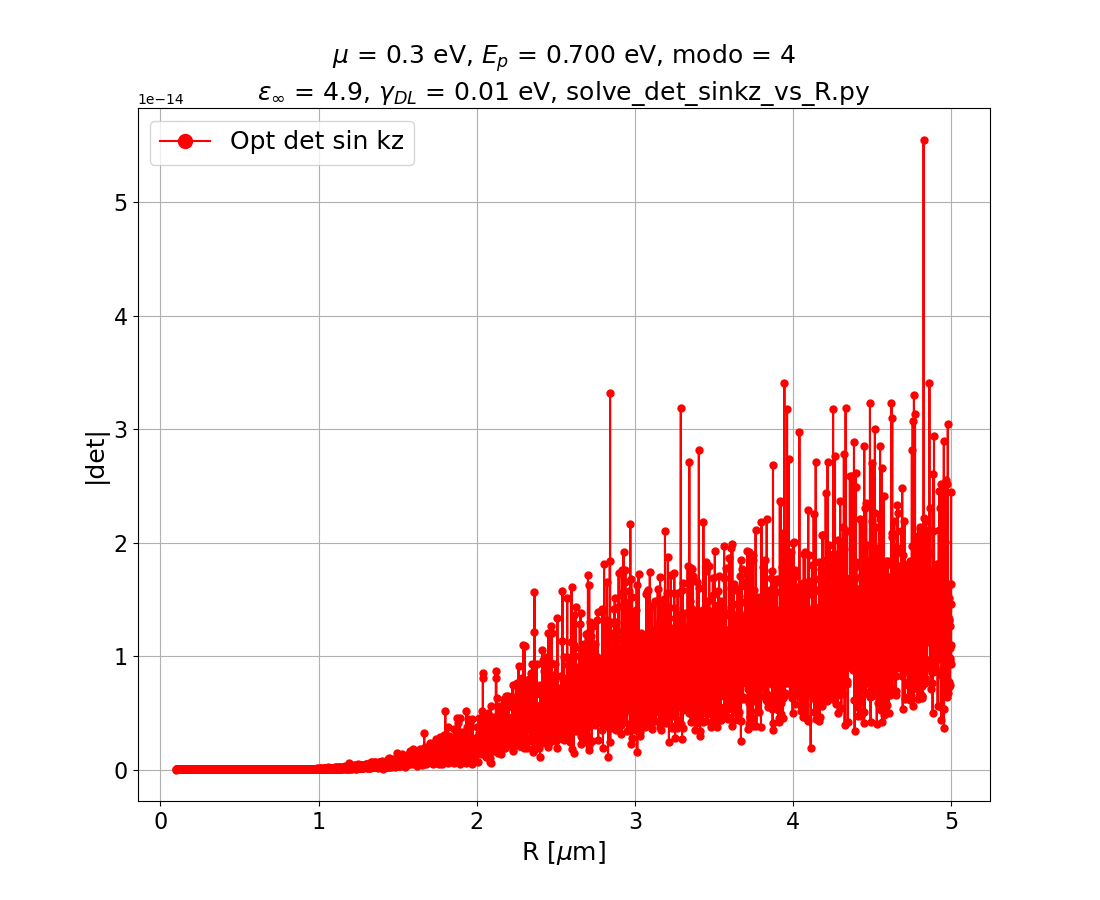 μ = 0.3 eV, E_p = 0.700 eV, modo = 4
ε_∞ = 4.9, γ_DL = 0.01 eV, solve_det_sinkz_vs_R.py
1e−14
Opt det sin kz
|det|
5
4
3
2
1
0
0 1 2 3 4 5
R [μm]